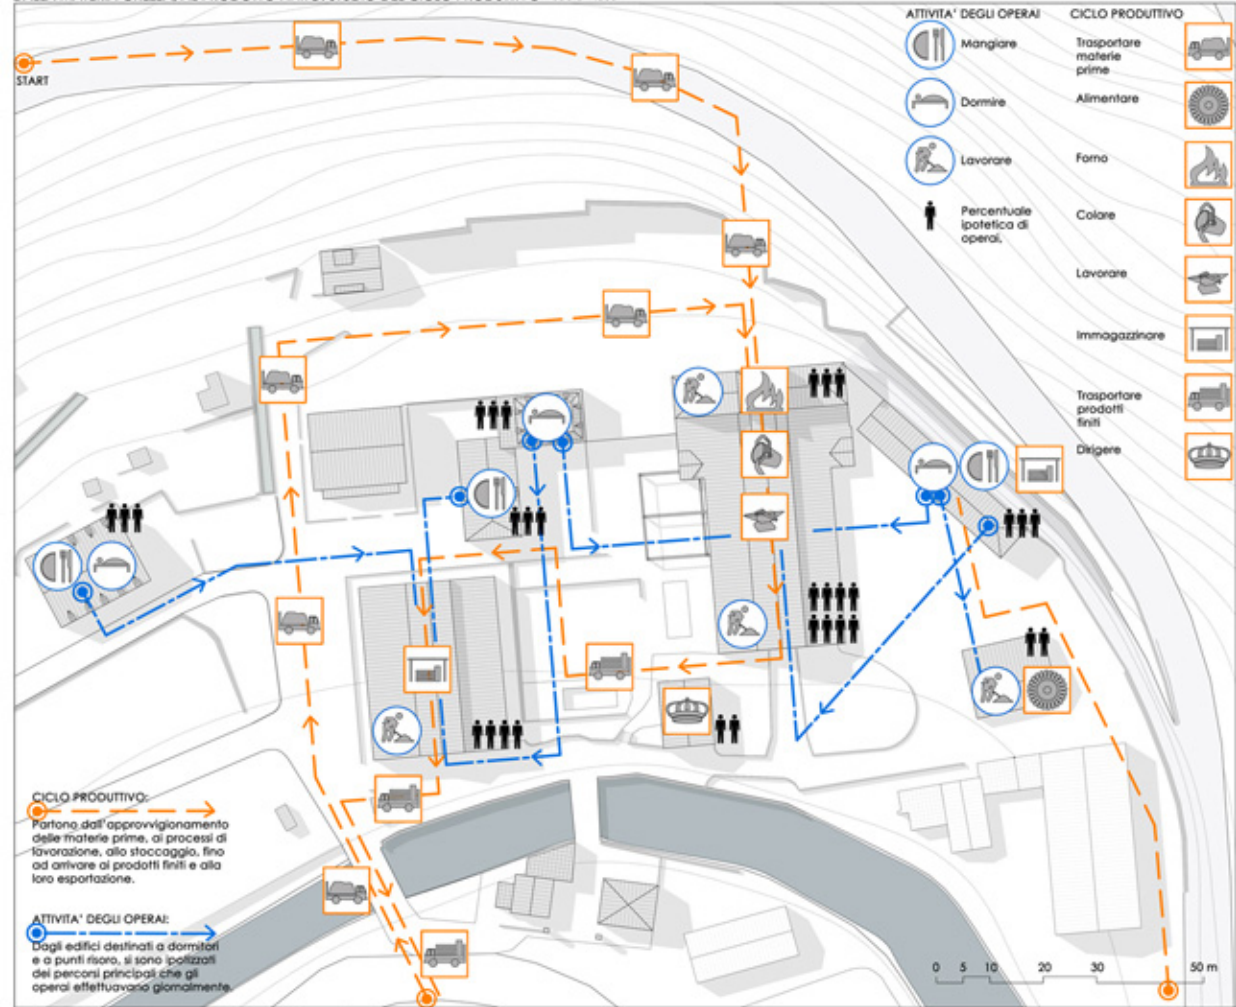 START
ATTIVITA' DEGLI OPERAI
Mangiare
Dormire
Lavorare
Percentuale
ipotetica di
operai.
CICLO PRODUTTIVO
Trasportare
materie
prime
Alimentare
Forno
Colare
Lavorare
Immagazzinare
Trasportare
prodotti
finiti
Dirigere
CICLO PRODUTTIVO:
Partono dall'approvvigionamento
delle materie prime, ai processi di
lavorazione, allo stoccaggio, fino
ad arrivare ai prodotti finiti e alla
loro esportazione.
ATTIVITA' DEGLI OPERAI:
Dagli edifici destinati a dormitori
e a punti risoro, si sono ipotizzati
dei percorsi principali che gli
operai effettuavano giornalmente.
0 5 10 20 30 50 m